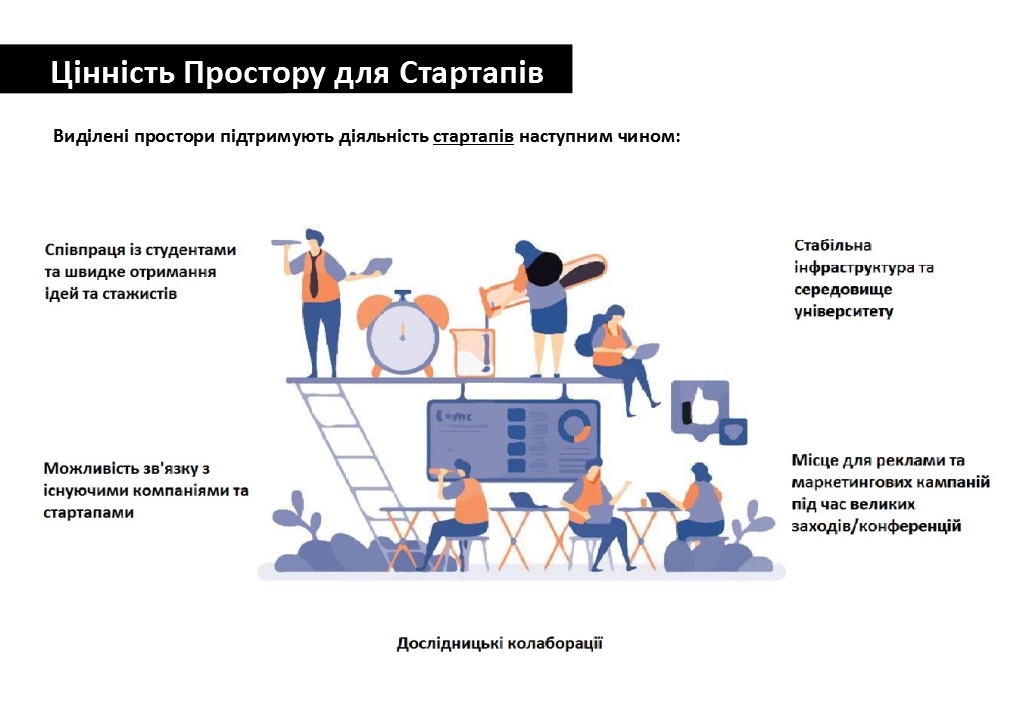 Цінність Простору для Стартапів
Виділені простори підтримують діяльність стартапів наступним чином:
Співпраця із студентами
та швидке отримання
ідей та стажистів
Стабільна
інфраструктура та
середовище
університету
Можливість зв'язку з
існуючими компаніями та
стартапами
Місце для реклами та
маркетингових кампаній
під час великих
заходів/конференцій
Дослідницькі колаборації